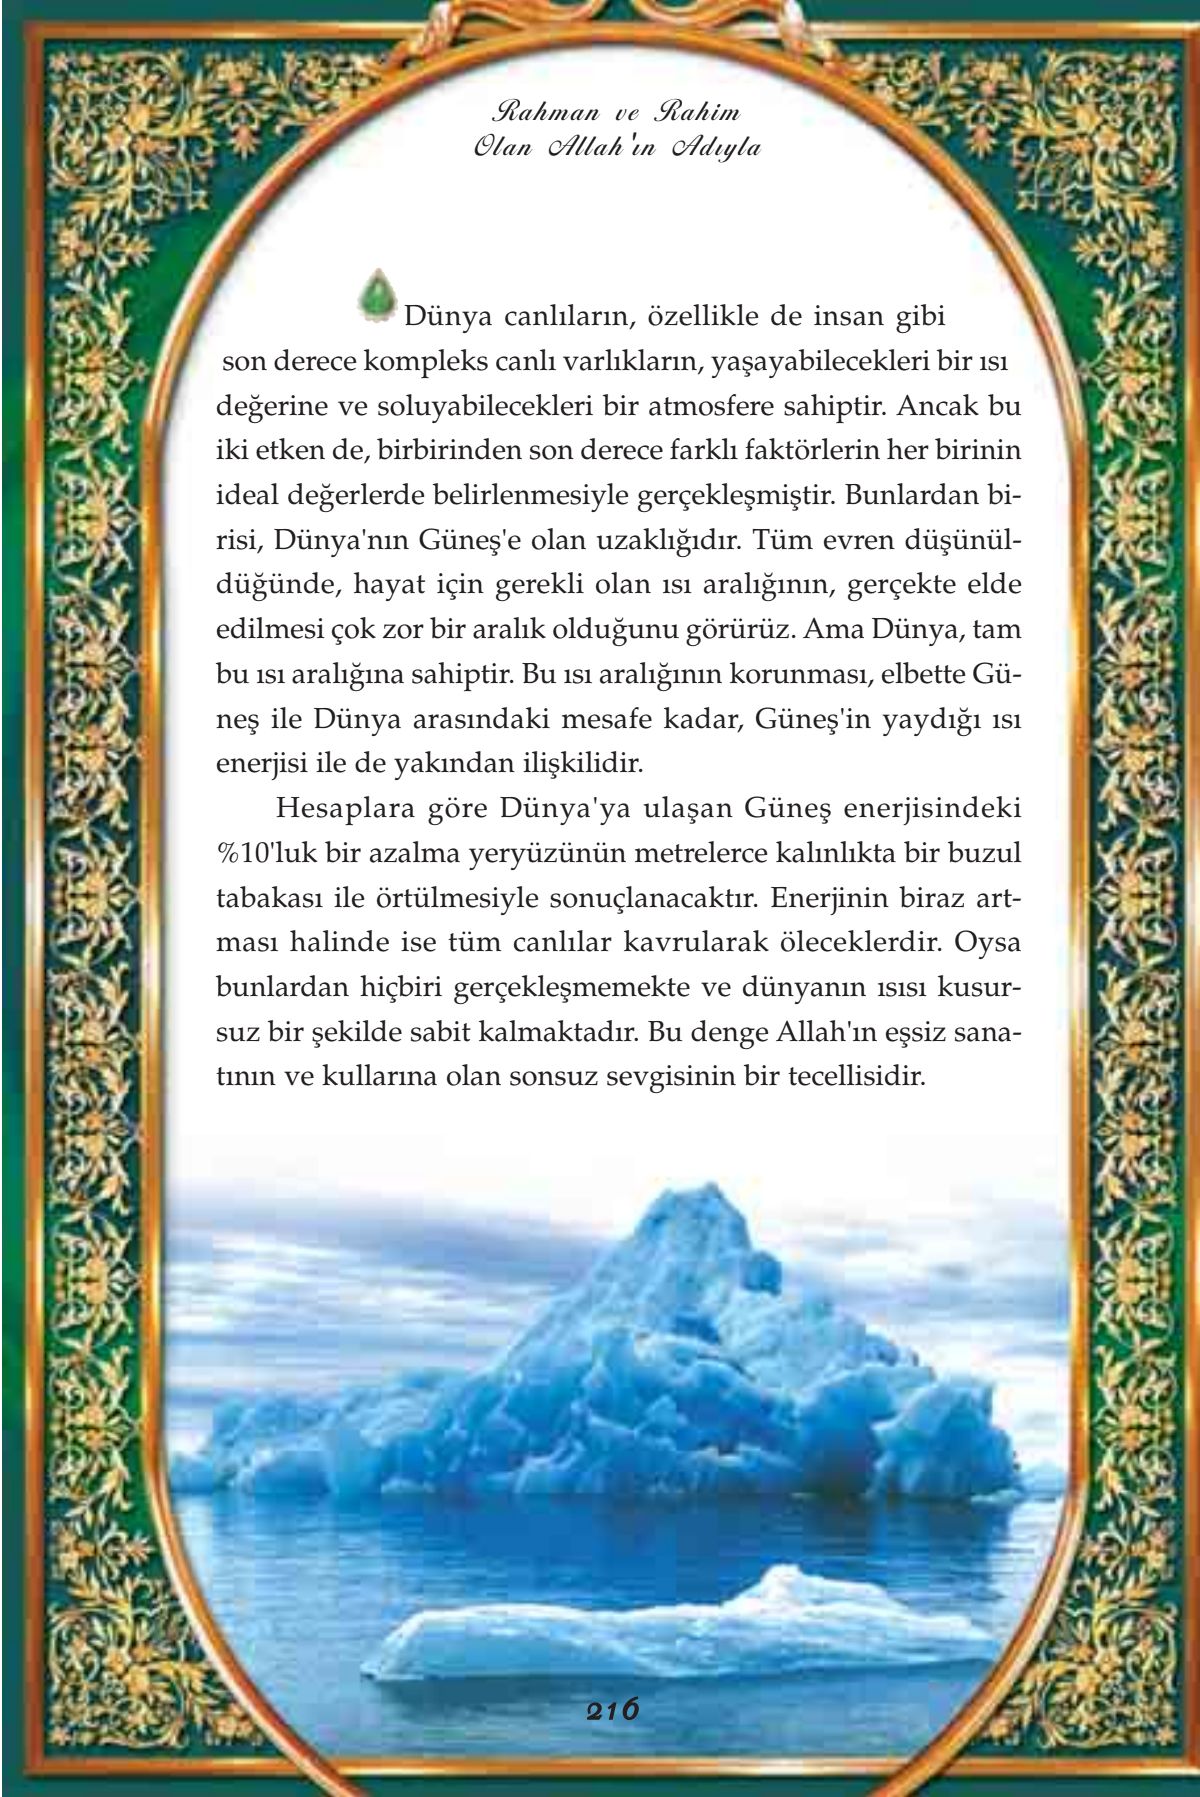 Rahman ve Rahim
Olan Allah'ın Adıyla
Dünya canlıların, özellikle de insan gibi
son derece kompleks canlı varlıkların, yaşayabilecekleri bir ısı
değerine ve soluyabilecekleri bir atmosfere sahiptir. Ancak bu
iki etken de, birbirinden son derece farklı faktörlerin her birinin
ideal değerlerde belirlenmesiyle gerçekleşmiştir. Bunlardan bi-
risi, Dünya'nın Güneş'e olan uzaklığıdır. Tüm evren düşünül-
düğünde, hayat için gerekli olan ısı aralığının, gerçekte elde
edilmesi çok zor bir aralık olduğunu görürüz. Ama Dünya, tam
bu ısı aralığına sahiptir. Bu ısı aralığının korunması, elbette Gü-
neş ile Dünya arasındaki mesafe kadar, Güneş'in yaydığı ısı
enerjisi ile de yakından ilişkilidir.
Hesaplara göre Dünya'ya ulaşan Güneş enerjisindeki
%10'luk bir azalma yeryüzünün metrelerce kalınlıkta bir buzul
tabakası ile örtülmesiyle sonuçlanacaktır. Enerjinin biraz art-
ması halinde ise tüm canlılar kavrularak öleceklerdir. Oysa
bunlardan hiçbiri gerçekleşmemekte ve dünyanın ısısı kusur-
suz bir şekilde sabit kalmaktadır. Bu denge Allah'ın eşsiz sana-
tının ve kullarına olan sonsuz sevgisinin bir tecellisidir.
216